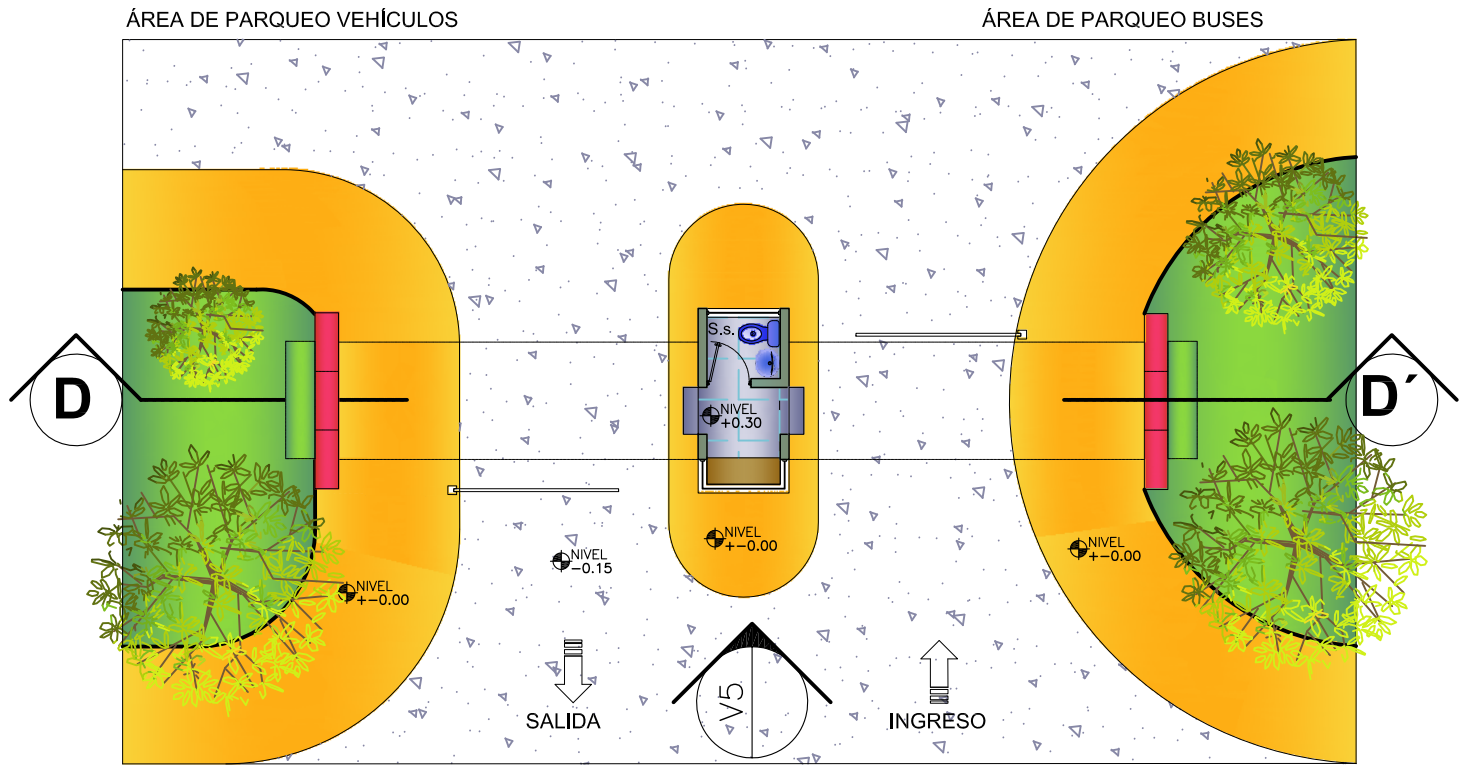 ÁREA DE PARQUEO VEHÍCULOS
ÁREA DE PARQUEO BUSES
S.s.
D
D´
NIVEL
+0.30
NIVEL
+-0.00
NIVEL
+-0.00
NIVEL
-0.15
NIVEL
+-0.00
V5
SALIDA
INGRESO